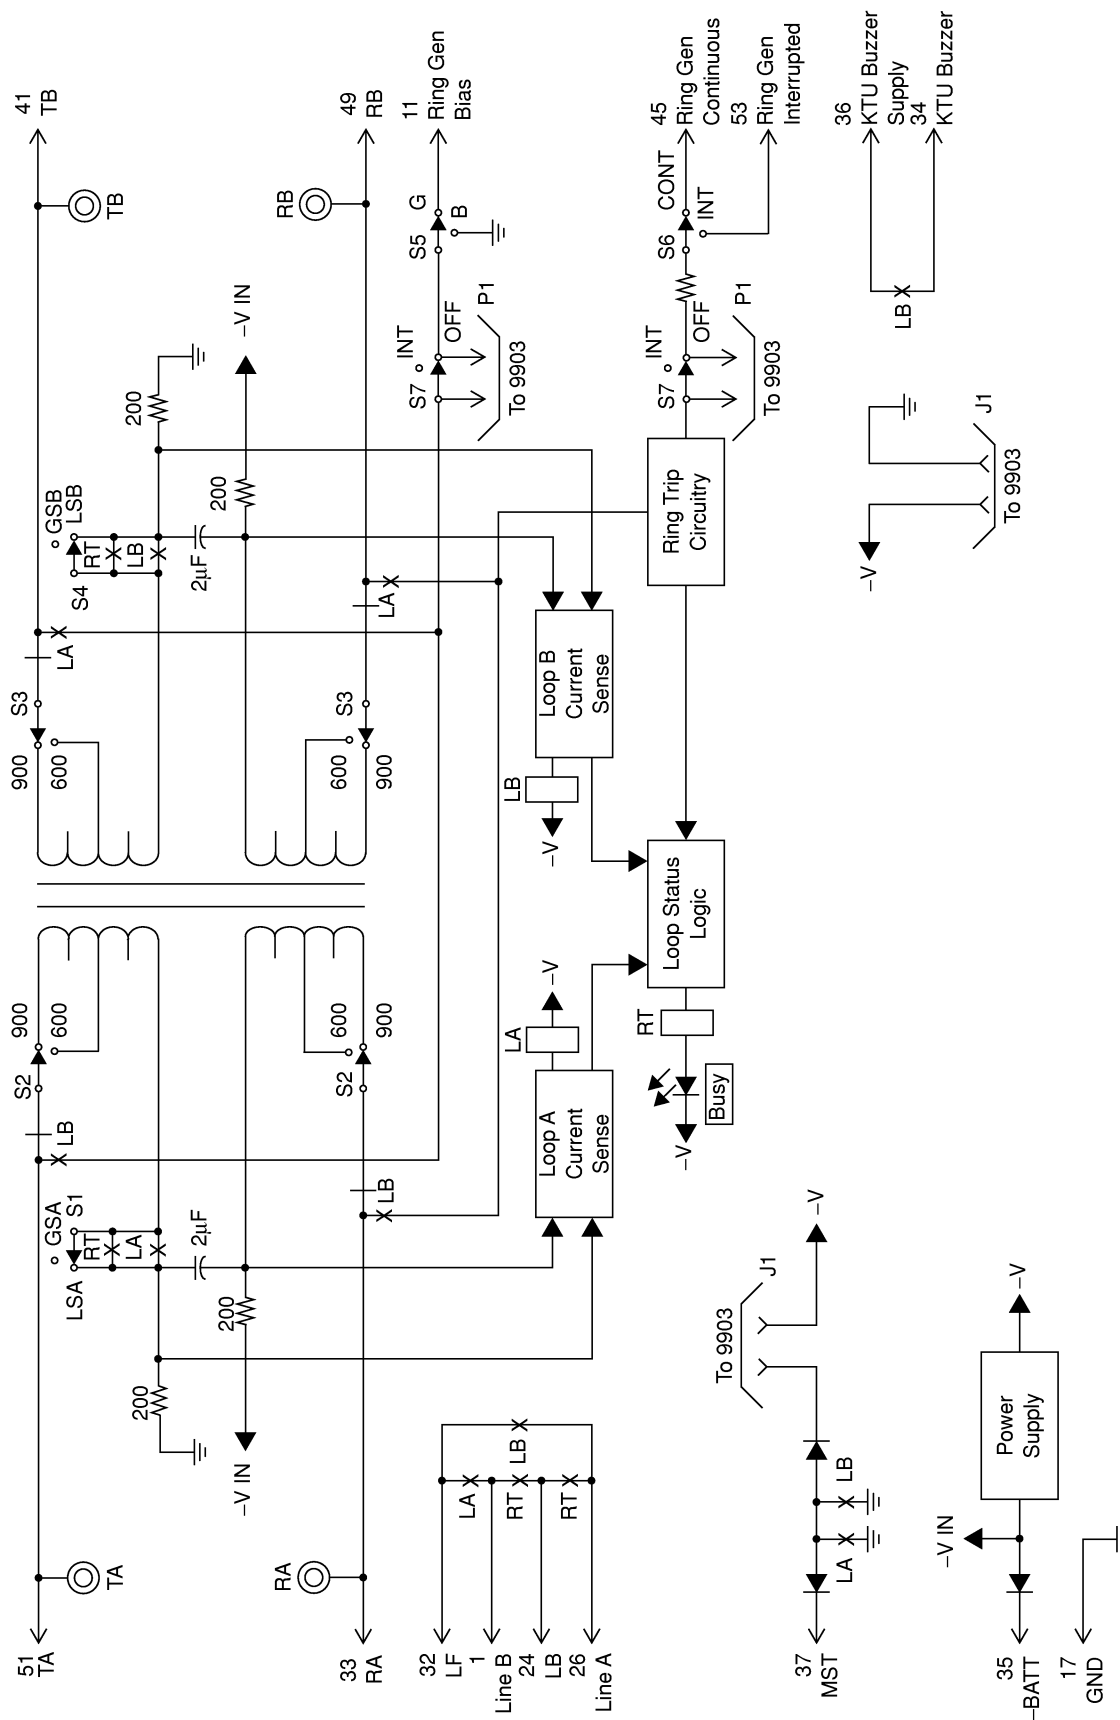 41
TB
TB
49
RB
RB
11
Ring Gen
Bias
G
B
S5
45
Ring Gen
Continuous
53
Ring Gen
Interrupted
CONT
INT
S6
36
KTU Buzzer
Supply
34
KTU Buzzer
LB
–V IN
200
200
INT
OFF
S7
P1
To 9903
INT
OFF
S7
P1
To 9903
GSB
LSB
RT
LB
S4
2µF
LA
LA
S3
900
600
S3
600
900
Ring Trip
Circuitry
–V
J1
To 9903
Loop B
Current
Sense
LB
–V
Loop Status
Logic
RT
Busy
–V
–V
LA
Loop A
Current
Sense
900
600
S2
600
900
S2
LB
LB
GSA
S1
RT
LA
LSA
2µF
200
200
–V IN
TA
51
TA
RA
33
RA
LB
LA
RT
RT
32
LF
1
Line B
24
LB
26
Line A
–V
J1
To 9903
LB
LA
37
MST
–V
Power
Supply
–V IN
35
–BATT
17
GND